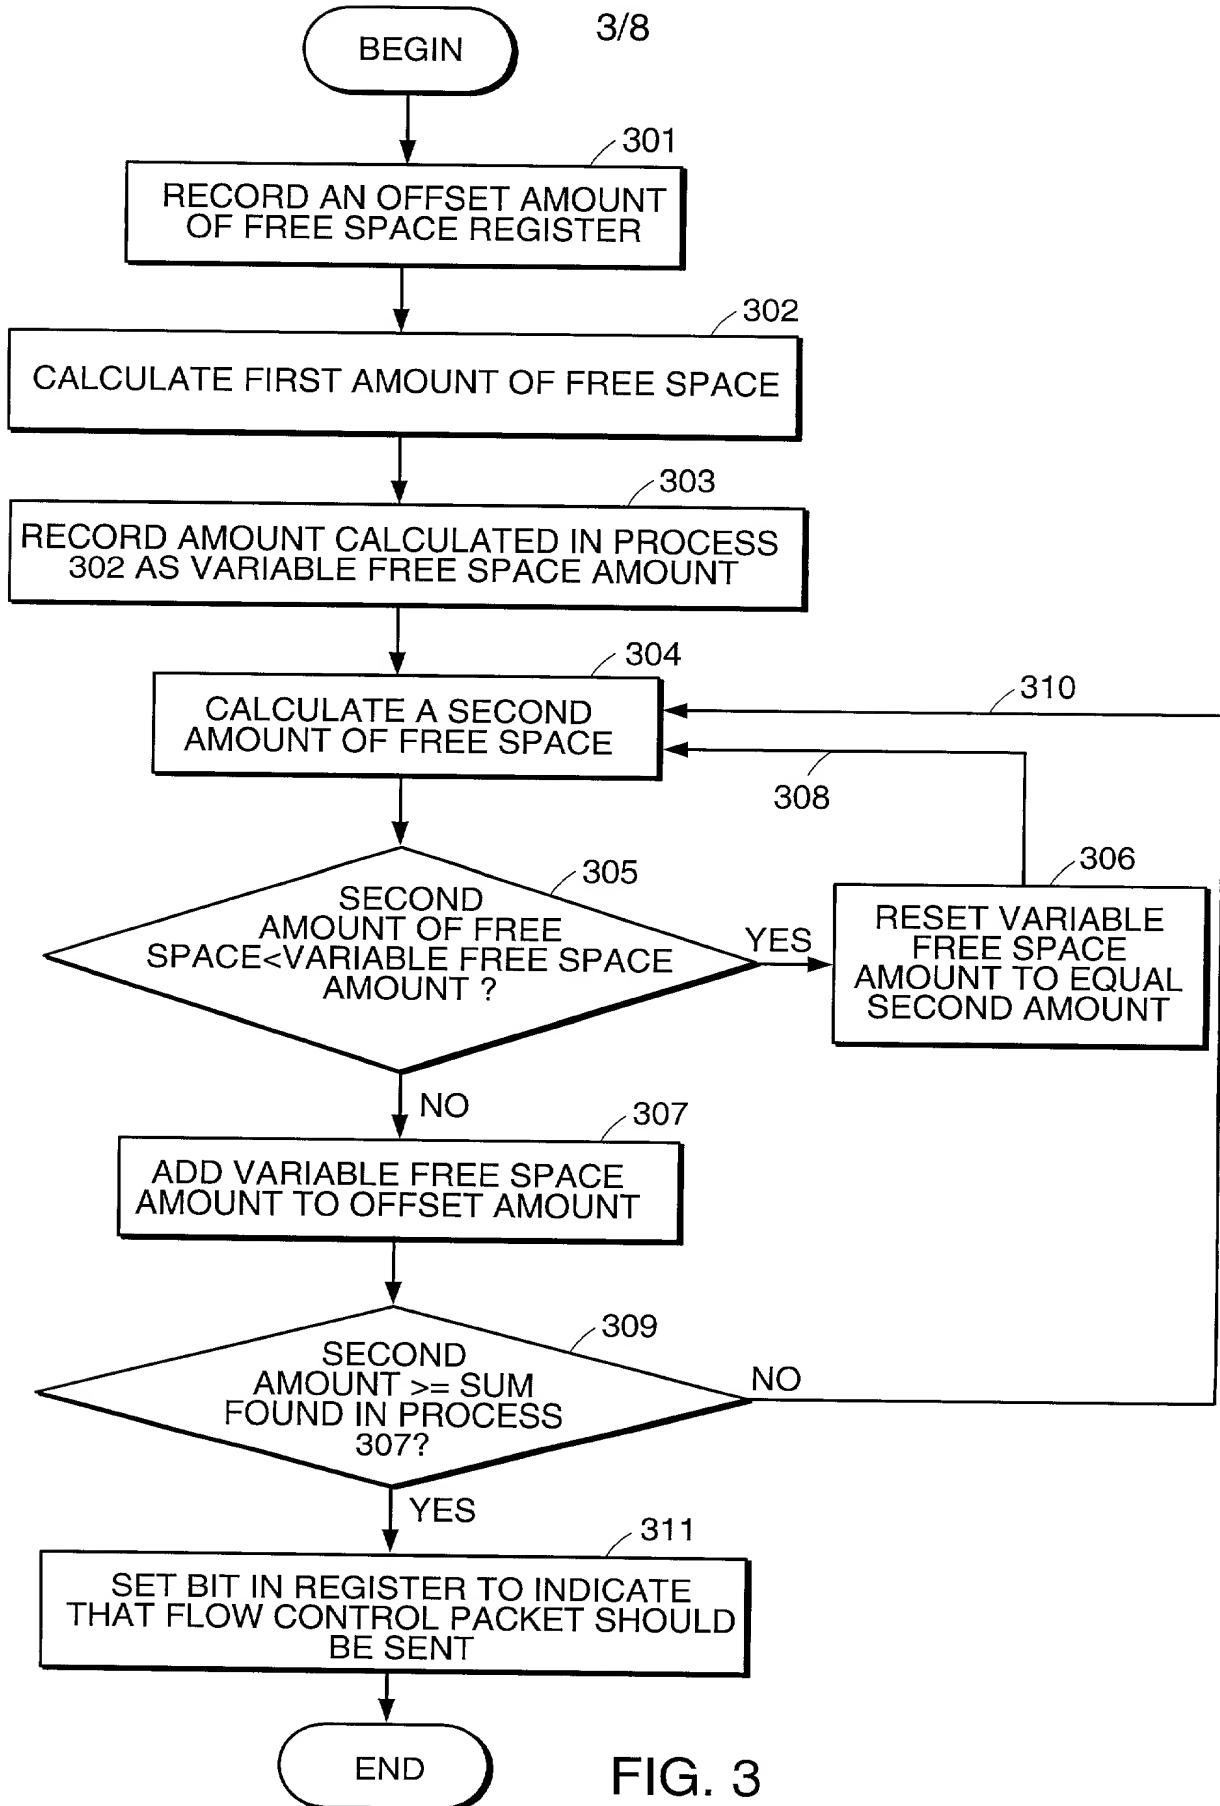 3/8
BEGIN
301
RECORD AN OFFSET AMOUNT
OF FREE SPACE REGISTER
302
CALCULATE FIRST AMOUNT OF FREE SPACE
303
RECORD AMOUNT CALCULATED IN PROCESS
302 AS VARIABLE FREE SPACE AMOUNT
304
CALCULATE A SECOND
AMOUNT OF FREE SPACE
310
308
305
SECOND
AMOUNT OF FREE
SPACE<VARIABLE FREE SPACE
AMOUNT ?
YES
306
RESET VARIABLE
FREE SPACE
AMOUNT TO EQUAL
SECOND AMOUNT
NO
307
ADD VARIABLE FREE SPACE
AMOUNT TO OFFSET AMOUNT
309
SECOND
AMOUNT >= SUM
FOUND IN PROCESS
307?
NO
YES
311
SET BIT IN REGISTER TO INDICATE
THAT FLOW CONTROL PACKET SHOULD
BE SENT
END
FIG. 3